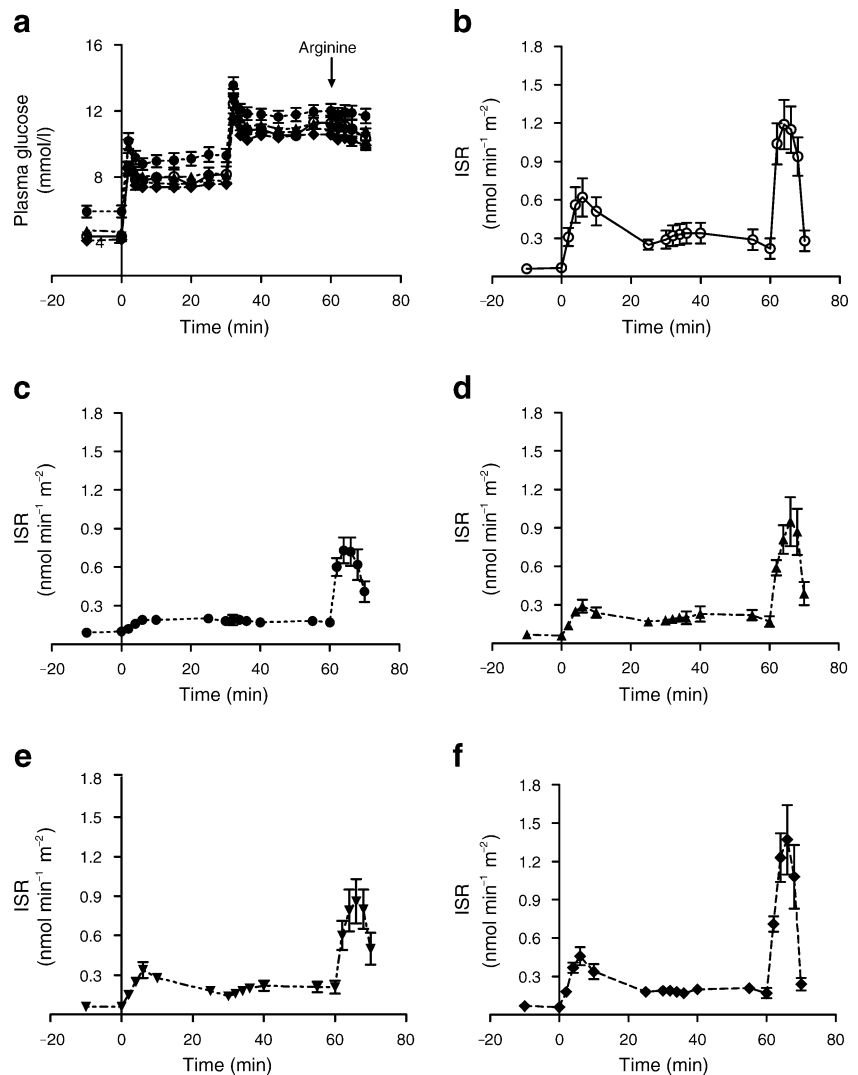 a
Plasma glucose
(mmol/l)
16
12
8
4
Arginine
−20 0 20 40 60 80
Time (min)
b
ISR
(nmol min⁻¹ m⁻²)
1.8
1.5
1.2
0.9
0.6
0.3
−20 0 20 40 60 80
Time (min)
c
ISR
(nmol min⁻¹ m⁻²)
1.8
1.5
1.2
0.9
0.6
0.3
−20 0 20 40 60 80
Time (min)
d
ISR
(nmol min⁻¹ m⁻²)
1.8
1.5
1.2
0.9
0.6
0.3
−20 0 20 40 60 80
Time (min)
e
ISR
(nmol min⁻¹ m⁻²)
1.8
1.5
1.2
0.9
0.6
0.3
−20 0 20 40 60 80
Time (min)
f
ISR
(nmol min⁻¹ m⁻²)
1.8
1.5
1.2
0.9
0.6
0.3
−20 0 20 40 60 80
Time (min)